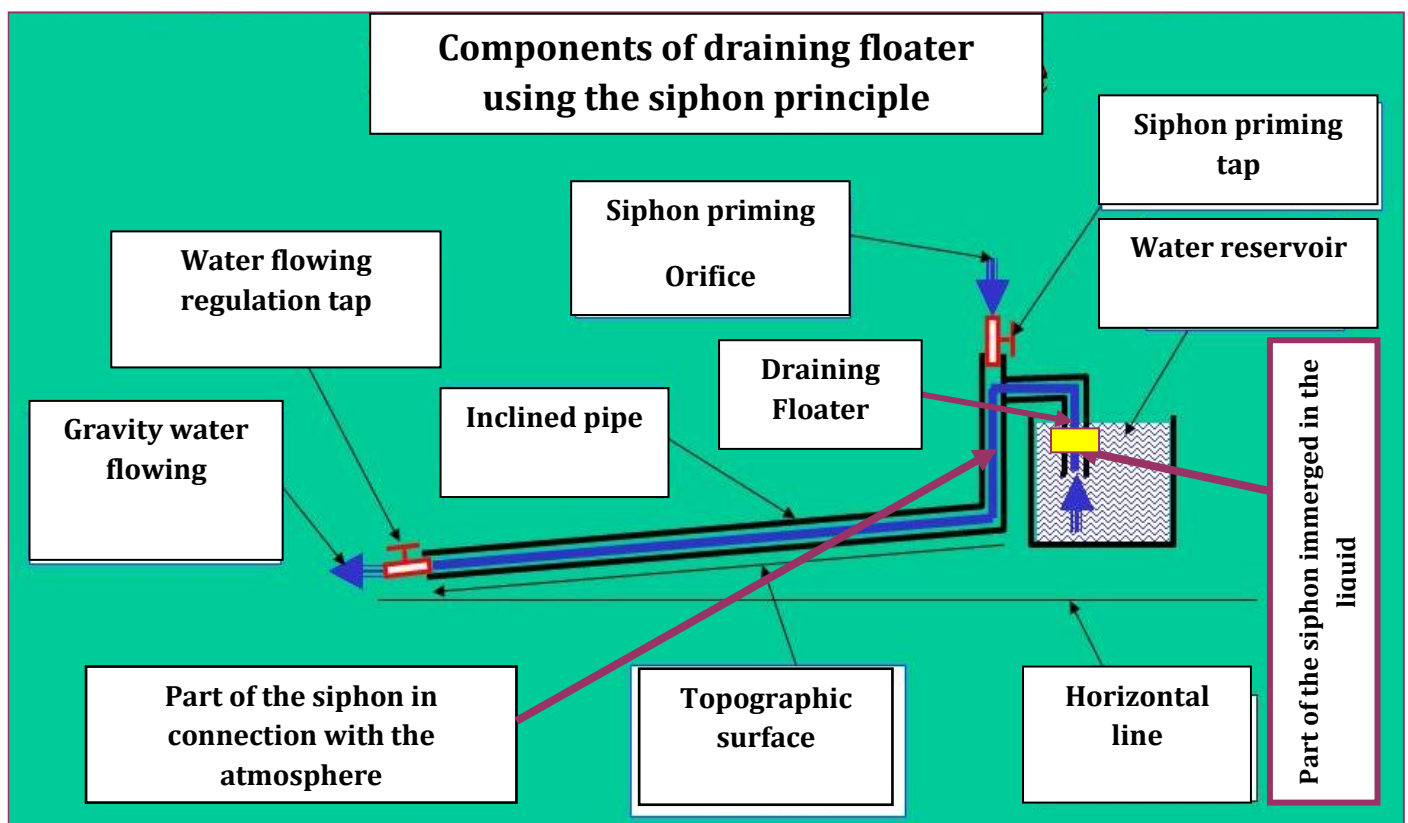 Components of draining floater
using the siphon principle
Siphon priming
tap
Siphon priming
Orifice
Water reservoir
Water flowing
regulation tap
Draining
Floater
Inclined pipe
Gravity water
flowing
Part of the siphon immerged in the
liquid
Part of the siphon in
connection with the
atmosphere
Topographic
surface
Horizontal
line